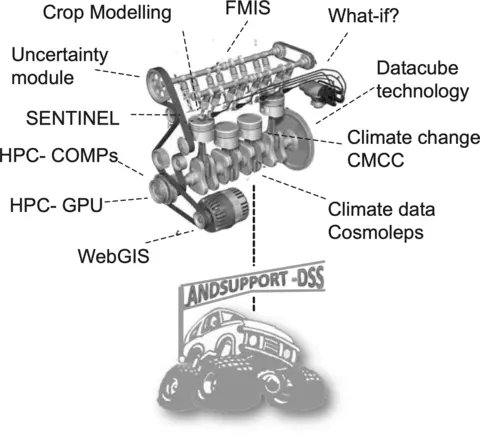 Crop Modelling
FMIS
What-if?
Uncertainty
module
Datacube
technology
SENTINEL
Climate change
CMCC
HPC- COMPs
HPC- GPU
Climate data
Cosmoleps
WebGIS
LANDSUPPORT -DSS